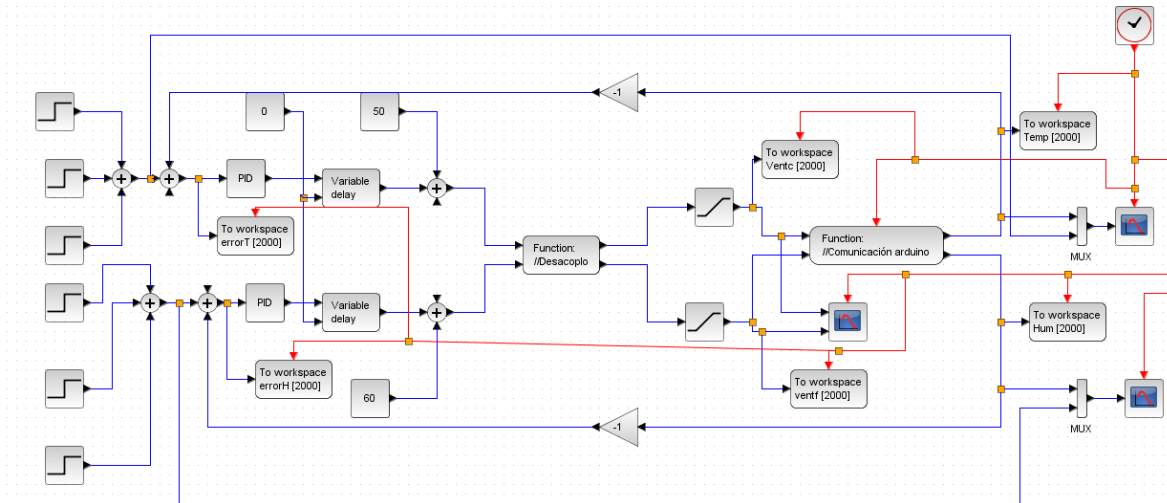 -1
0
50
To workspace
Temp [2000]
To workspace
Ventc [2000]
PID
Variable
delay
To workspace
errorT [2000]
Function:
//Desacoplo
Function:
//Comunicación arduino
MUX
PID
Variable
delay
To workspace
Hum [2000]
To workspace
errorH [2000]
60
To workspace
ventf [2000]
-1
MUX